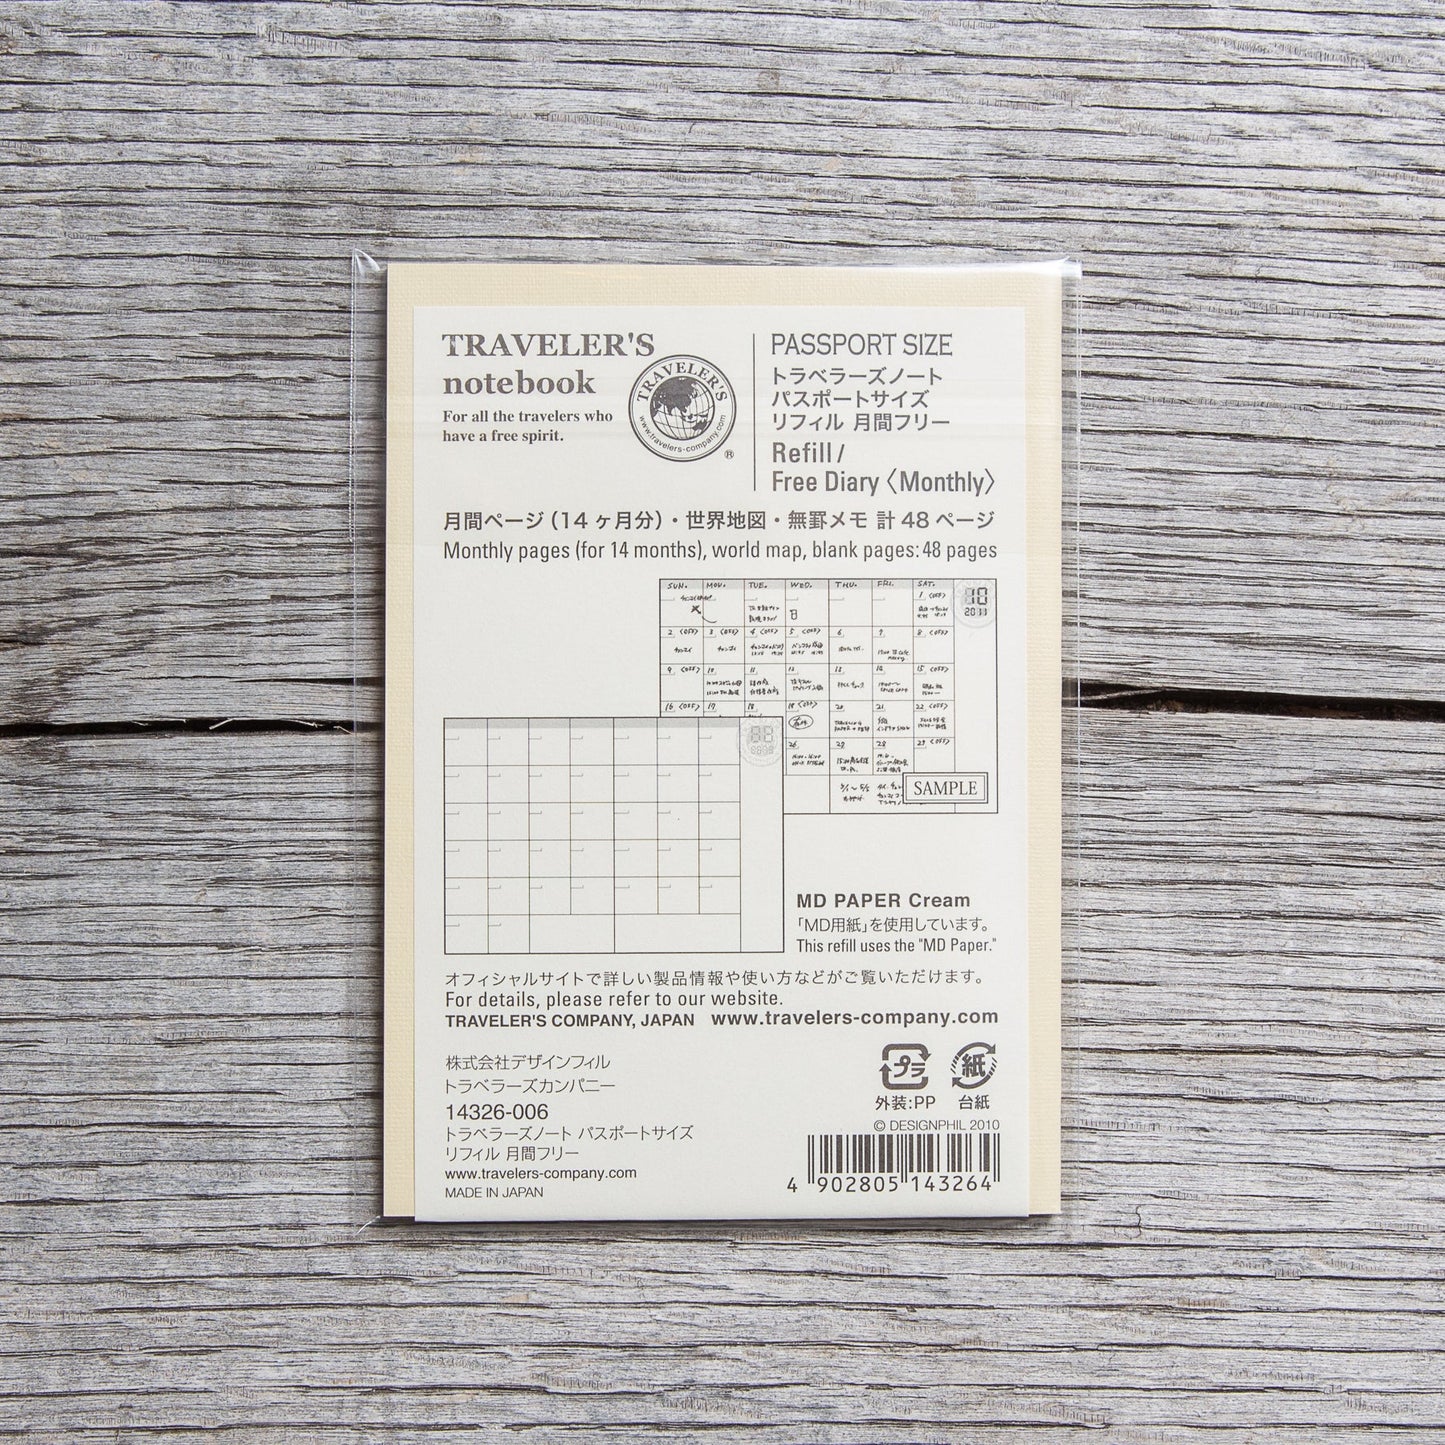 TRAVELER'S
notebook
For all the travelers who
have a free spirit.
TRAVELER'S
www.travelers-company.com
®
PASSPORT SIZE
トラベラーズノート
パスポートサイズ
リフィル 月間フリー
Refill /
Free Diary〈Monthly〉
月間ページ（14ヶ月分）・世界地図・無罫メモ 計48ページ
Monthly pages (for 14 months), world map, blank pages: 48 pages
SUN. MON. TUE. WED. THU. FRI. SAT.
10
2011
SAMPLE
MD PAPER Cream
「MD用紙」を使用しています。
This refill uses the "MD Paper."
オフィシャルサイトで詳しい製品情報や使い方などがご覧いただけます。
For details, please refer to our website.
TRAVELER'S COMPANY, JAPAN www.travelers-company.com
株式会社デザインフィル
トラベラーズカンパニー
14326-006
トラベラーズノート パスポートサイズ
リフィル 月間フリー
www.travelers-company.com
MADE IN JAPAN
プラ 紙
外装:PP 台紙
© DESIGNPHIL 2010
4 902805 143264